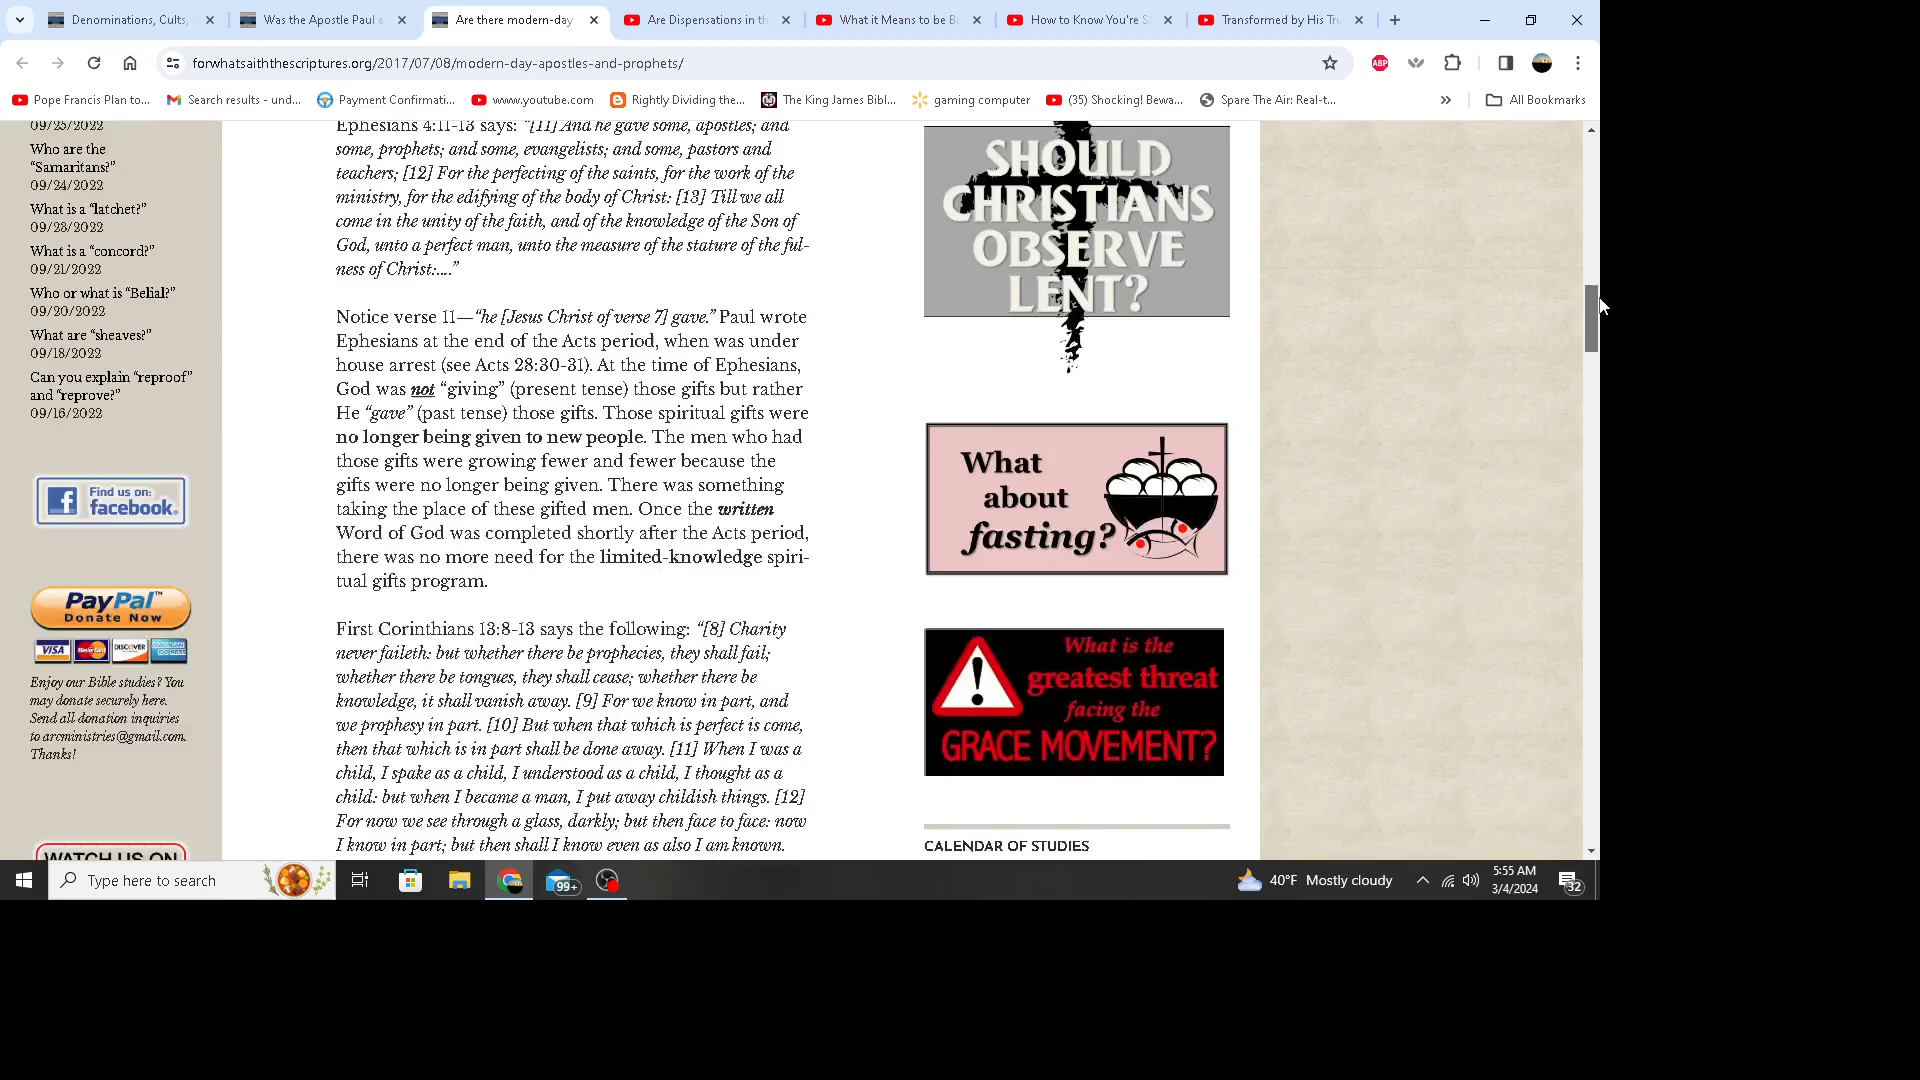 Denominations, Cults,
Was the Apostle Paul a
Are there modern-day
Are Dispensations in th
What it Means to be B
How to Know You're S
Transformed by His Tru
forwhatsaiththescriptures.org/2017/07/08/modern-day-apostles-and-prophets/
ABP
Pope Francis Plan to...
Search results - und...
Payment Confirmati...
www.youtube.com
Rightly Dividing the...
The King James Bibl...
gaming computer
(35) Shocking! Bewa...
Spare The Air: Real-t...
»
All Bookmarks
09/25/2022
Who are the
“Samaritans?”
09/24/2022
What is a “latchet?”
09/23/2022
What is a “concord?”
09/21/2022
Who or what is “Belial?”
09/20/2022
What are “sheaves?”
09/18/2022
Can you explain “reproof”
and “reprove?”
09/16/2022
Find us on:
facebook.
PayPal™
Donate Now
VISA
MasterCard
DISCOVER
AMERICAN EXPRESS
Enjoy our Bible studies? You
may donate securely here.
Send all donation inquiries
to arcministries@gmail.com.
Thanks!
WATCH US ON
Ephesians 4:11-13 says: “[11] And he gave some, apostles; and
some, prophets; and some, evangelists; and some, pastors and
teachers; [12] For the perfecting of the saints, for the work of the
ministry, for the edifying of the body of Christ: [13] Till we all
come in the unity of the faith, and of the knowledge of the Son of
God, unto a perfect man, unto the measure of the stature of the ful-
ness of Christ:….”
Notice verse 11—“he [Jesus Christ of verse 7] gave.” Paul wrote
Ephesians at the end of the Acts period, when was under
house arrest (see Acts 28:30-31). At the time of Ephesians,
God was not “giving” (present tense) those gifts but rather
He “gave” (past tense) those gifts. Those spiritual gifts were
no longer being given to new people. The men who had
those gifts were growing fewer and fewer because the
gifts were no longer being given. There was something
taking the place of these gifted men. Once the written
Word of God was completed shortly after the Acts period,
there was no more need for the limited-knowledge spiri-
tual gifts program.
First Corinthians 13:8-13 says the following: “[8] Charity
never faileth: but whether there be prophecies, they shall fail;
whether there be tongues, they shall cease; whether there be
knowledge, it shall vanish away. [9] For we know in part, and
we prophesy in part. [10] But when that which is perfect is come,
then that which is in part shall be done away. [11] When I was a
child, I spake as a child, I understood as a child, I thought as a
child: but when I became a man, I put away childish things. [12]
For now we see through a glass, darkly; but then face to face: now
I know in part; but then shall I know even as also I am known.
SHOULD
CHRISTIANS
OBSERVE
LENT?
What
about
fasting?
What is the
greatest threat
facing the
GRACE MOVEMENT?
CALENDAR OF STUDIES
Type here to search
99+
40°F Mostly cloudy
5:55 AM
3/4/2024
32